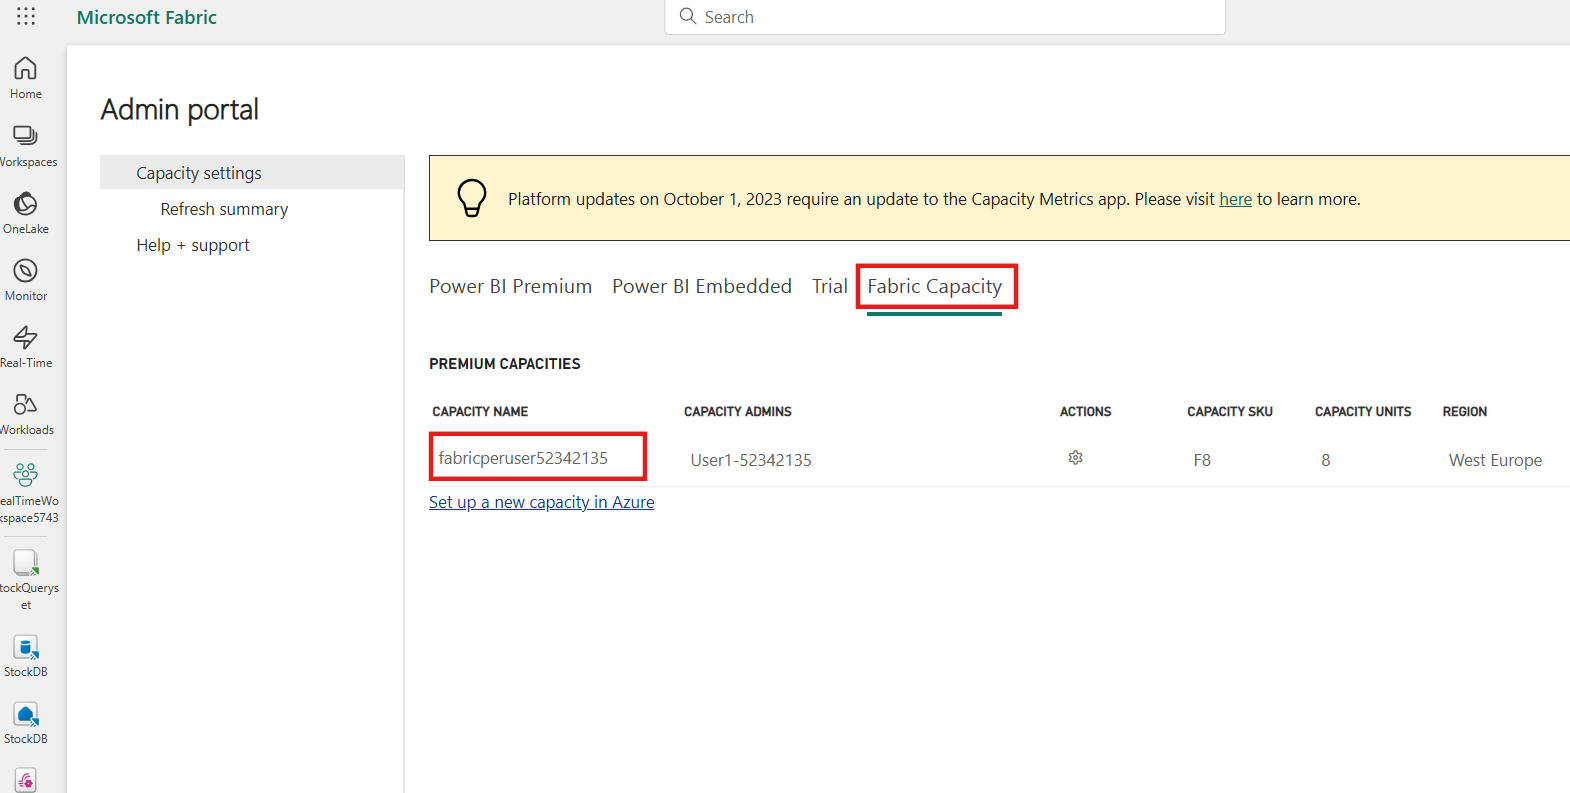 Microsoft Fabric
Search
Home
Workspaces
OneLake
Monitor
Real-Time
Workloads
ealTimeWo
kspace5743
tockQuerys
et
StockDB
StockDB
Admin portal
Capacity settings
Refresh summary
Help + support
Platform updates on October 1, 2023 require an update to the Capacity Metrics app. Please visit here to learn more.
Power BI Premium Power BI Embedded Trial Fabric Capacity
PREMIUM CAPACITIES
CAPACITY NAME CAPACITY ADMINS ACTIONS CAPACITY SKU CAPACITY UNITS REGION
fabricperuser52342135 User1-52342135 F8 8 West Europe
Set up a new capacity in Azure